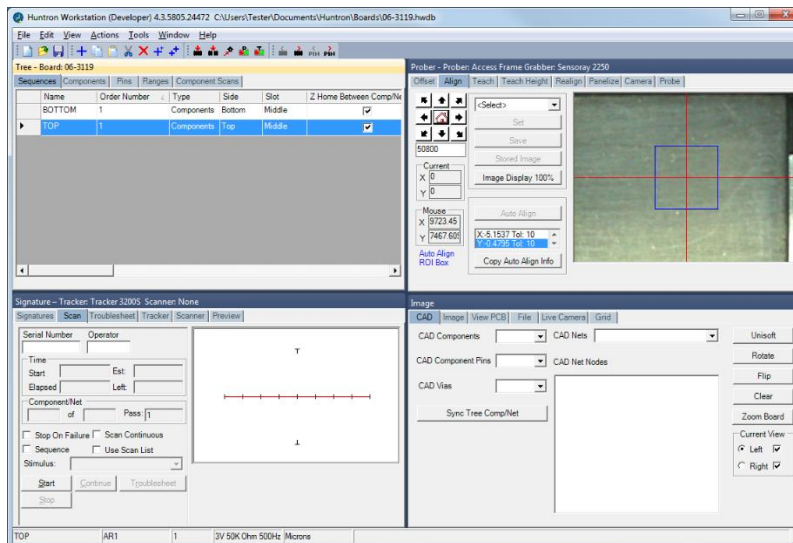 Huntron Workstation (Developer) 4.3.5805.24472 C:\Users\Tester\Documents\Huntron\Boards\06-3119.hwdb
File Edit View Actions Tools Window Help
Tree - Board: 06-3119
Sequences Components Pins Ranges Component Scans
Name Order Number Type Side Slot Z Home Between Comp/Ne
BOTTOM 1 Components Bottom Middle
TOP 1 Components Top Middle
Prober - Prober: Access Frame Grabber: Sensoray 2250
Offset Align Teach Teach Height Realign Panelize Camera Probe
<Select>
Set
Save
Stored Image
Image Display 100%
50800
Current
X 0
Y 0
Mouse
X 9723.45
Y 7467.609
Auto Align
ROI Box
Auto Align
X:-5.1537 Tol: 10
Y:-0.4795 Tol: 10
Copy Auto Align Info
Signature - Tracker: Tracker 3200S Scanner: None
Signatures Scan Troublesheet Tracker Scanner Preview
Serial Number Operator
Time
Start Est:
Elapsed Left:
Component/Net
of Pass: 1
Stop On Failure Scan Continuous
Sequence Use Scan List
Stimulus:
Start Continue Troublesheet
Stop
Image
CAD Image View PCB File Live Camera Grid
CAD Components CAD Nets
CAD Component Pins CAD Net Nodes
CAD Vias
Sync Tree Comp/Net
Unisoft
Rotate
Flip
Clear
Zoom Board
Current View
Left
Right
TOP AR1 1 3V 50K Ohm 500Hz Microns